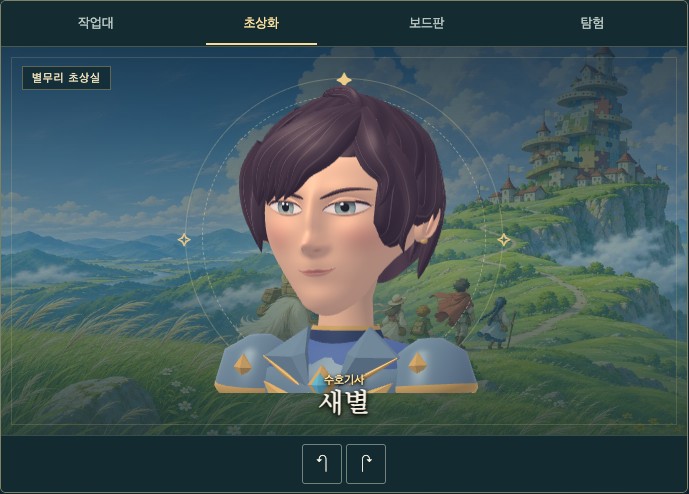 작업대
초상화
보드판
탐험
별무리 초상실
수호기사
새별